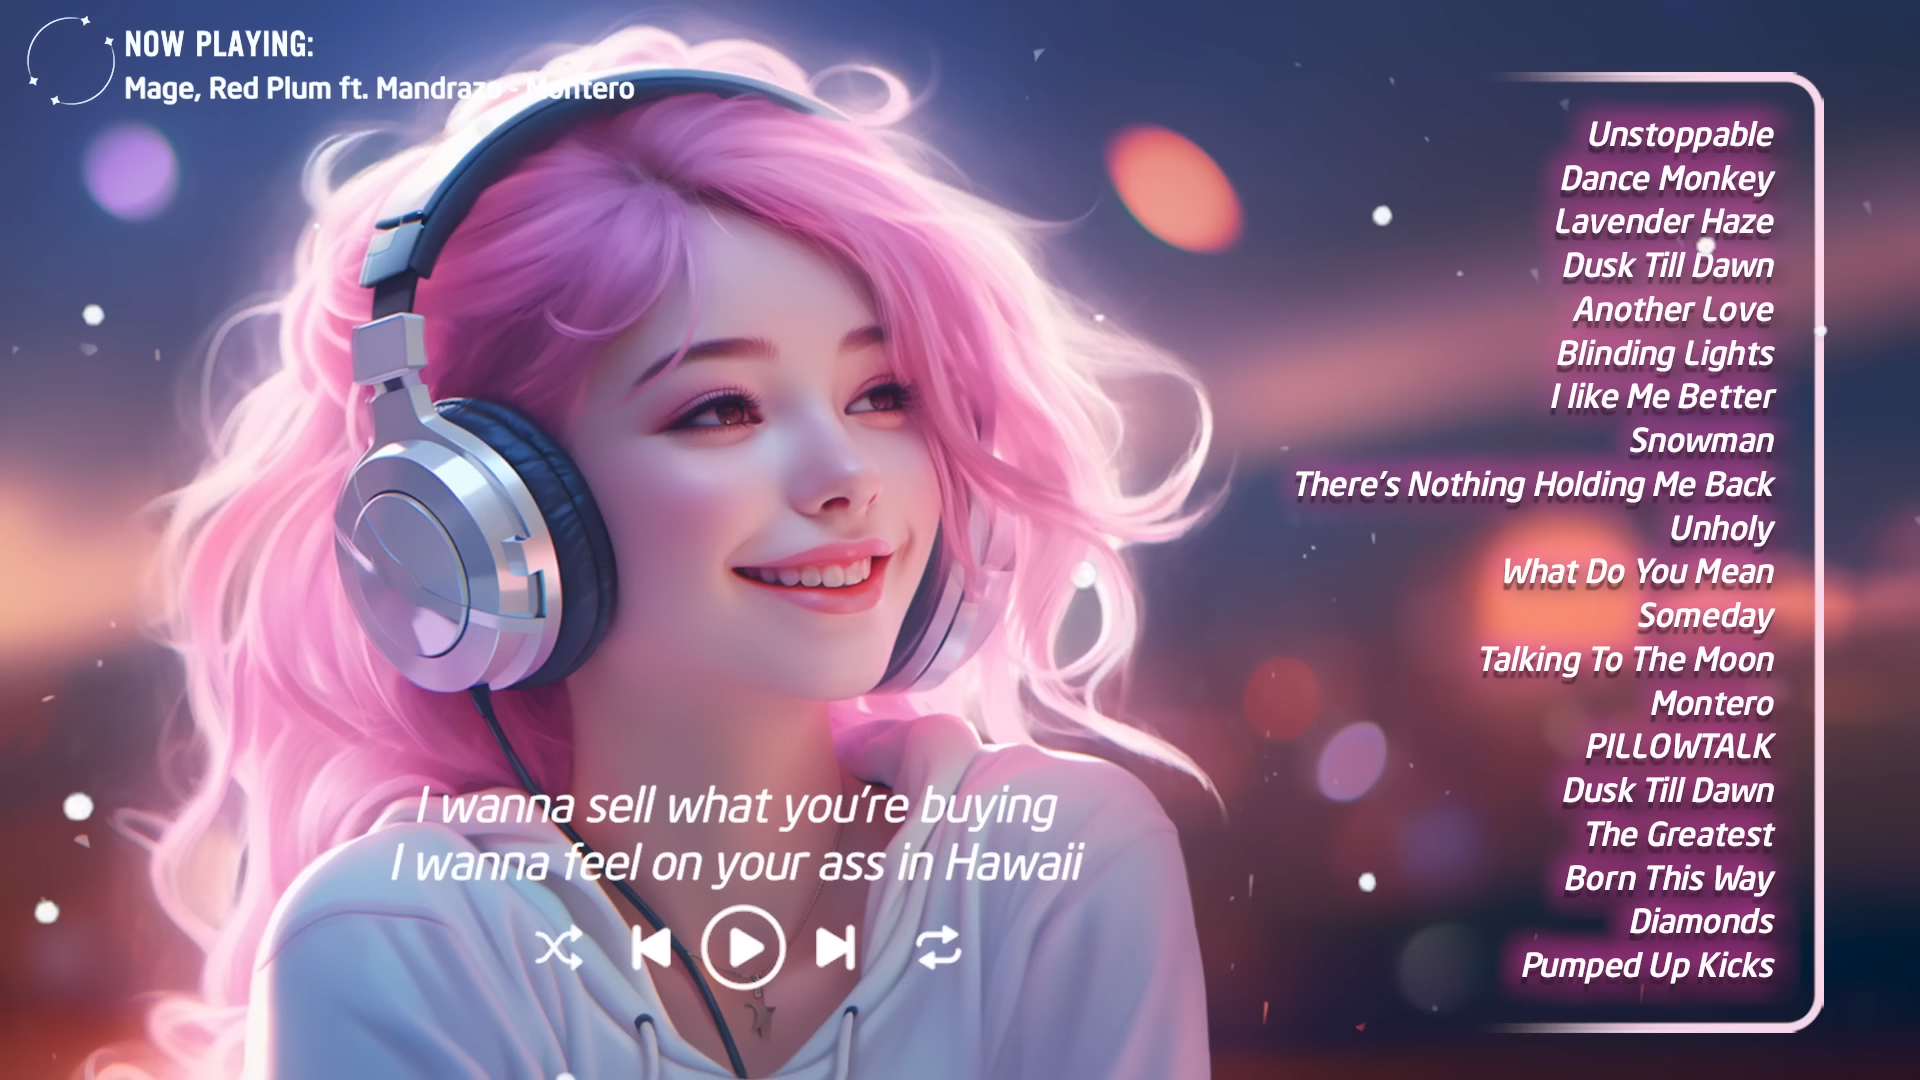 NOW PLAYING:
Mage, Red Plum ft. Mandrazo - Montero
Unstoppable
Dance Monkey
Lavender Haze
Dusk Till Dawn
Another Love
Blinding Lights
I like Me Better
Snowman
There's Nothing Holding Me Back
Unholy
What Do You Mean
Someday
Talking To The Moon
Montero
PILLOWTALK
Dusk Till Dawn
The Greatest
Born This Way
Diamonds
Pumped Up Kicks
I wanna sell what you're buying
I wanna feel on your ass in Hawaii